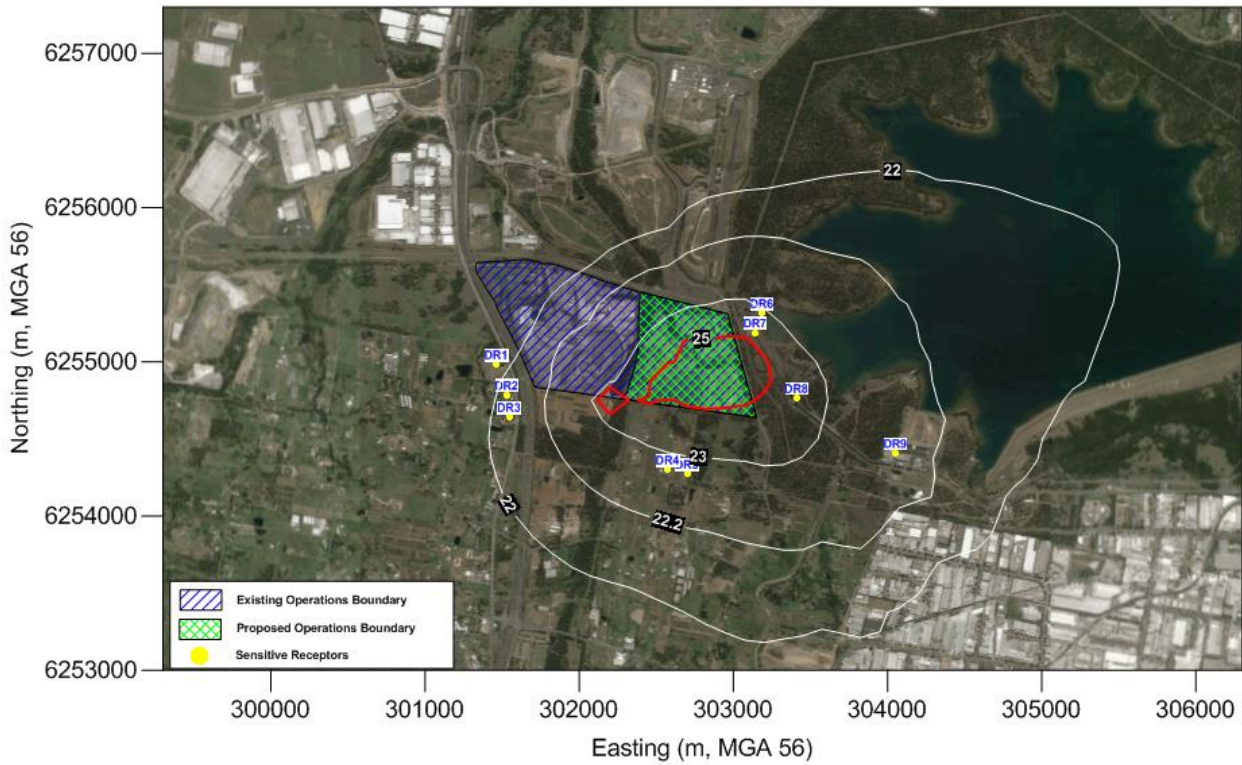 6257000
6256000
6255000
6254000
6253000
Northing (m, MGA 56)
22
DR6
DR7
25
DR1
DR2
DR3
DR8
DR4
23
DR9
22
22.2
Existing Operations Boundary
Proposed Operations Boundary
Sensitive Receptors
300000 301000 302000 303000 304000 305000 306000
Easting (m, MGA 56)